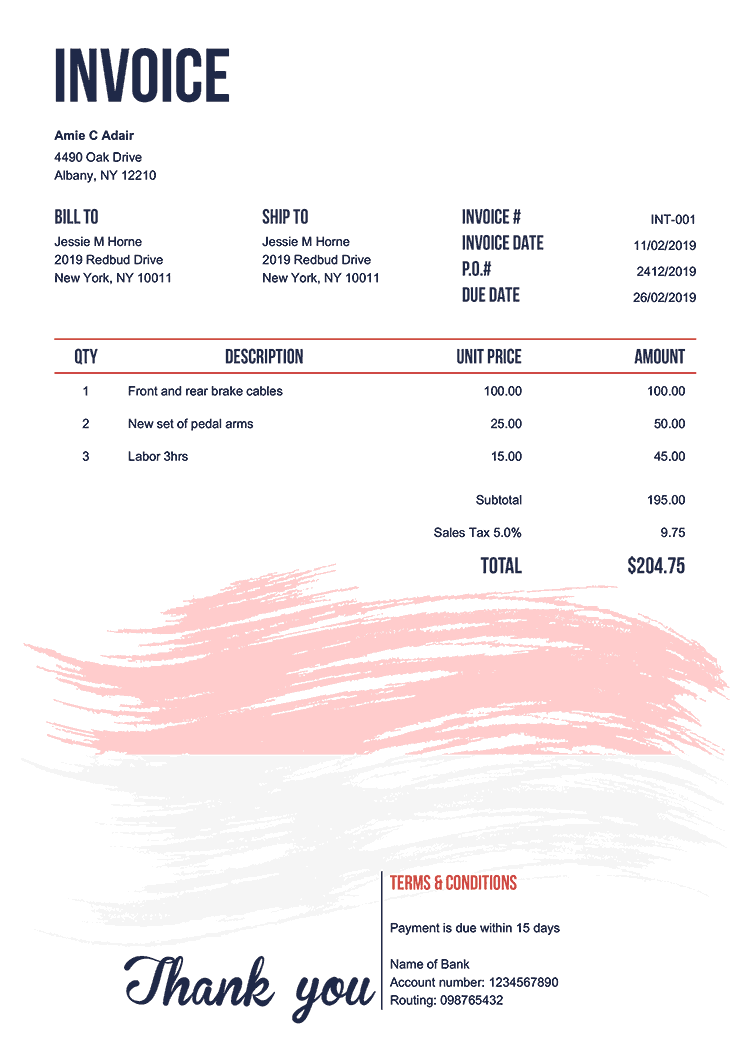 INVOICE
Amie C Adair
4490 Oak Drive
Albany, NY 12210
BILL TO
Jessie M Horne
2019 Redbud Drive
New York, NY 10011
SHIP TO
Jessie M Horne
2019 Redbud Drive
New York, NY 10011
INVOICE # INT-001
INVOICE DATE 11/02/2019
P.O.# 2412/2019
DUE DATE 26/02/2019
QTY DESCRIPTION UNIT PRICE AMOUNT
1 Front and rear brake cables 100.00 100.00
2 New set of pedal arms 25.00 50.00
3 Labor 3hrs 15.00 45.00
Subtotal 195.00
Sales Tax 5.0% 9.75
TOTAL $204.75
Thank you
TERMS & CONDITIONS
Payment is due within 15 days
Name of Bank
Account number: 1234567890
Routing: 098765432